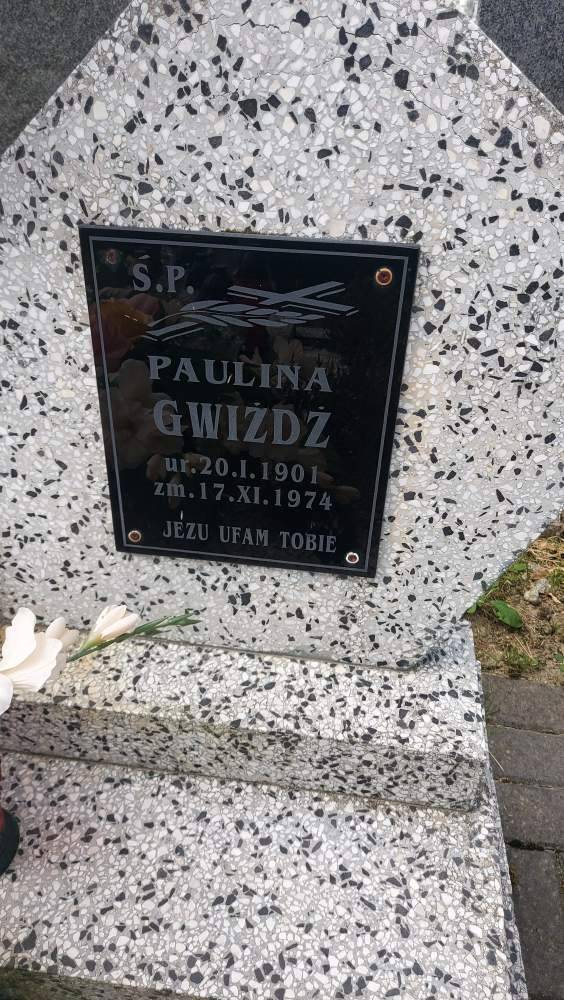 Ś.P.
PAULINA
GWIŻDŻ
ur.20.I.1901
zm.17.XI.1974
JEZU UFAM TOBIE